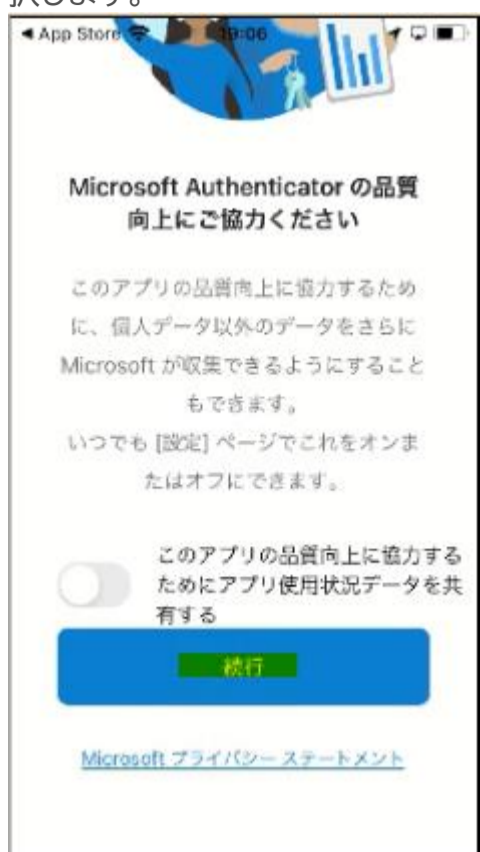 択します。
App Store 19:06
Microsoft Authenticator の品質
向上にご協力ください
このアプリの品質向上に協力するため
に、個人データ以外のデータをさらに
Microsoft が収集できるようにすること
もできます。
いつでも [設定] ページでこれをオンま
たはオフにできます。
このアプリの品質向上に協力する
ためにアプリ使用状況データを共
有する
続行
Microsoft プライバシー ステートメント